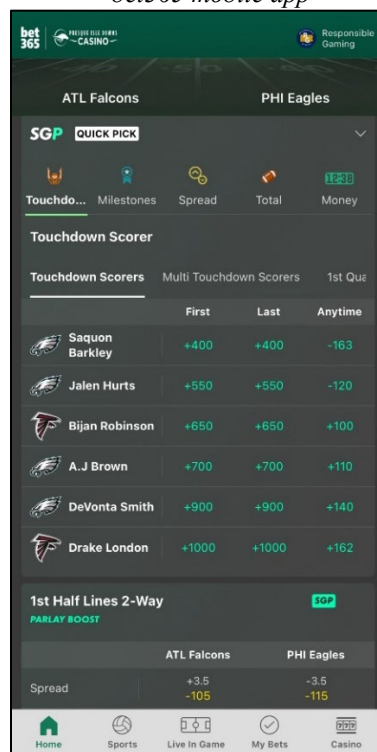 bet365 mobile app
bet365 PRESQUE ISLE DOWNS CASINO Responsible Gaming
ATL Falcons PHI Eagles
SGP QUICK PICK
Touchdo... Milestones Spread Total Money
Touchdown Scorer
Touchdown Scorers Multi Touchdown Scorers 1st Qua
First Last Anytime
Saquon Barkley +400 +400 -163
Jalen Hurts +550 +550 -120
Bijan Robinson +650 +650 +100
A.J Brown +700 +700 +110
DeVonta Smith +900 +900 +140
Drake London +1000 +1000 +162
1st Half Lines 2-Way SGP
PARLAY BOOST
ATL Falcons PHI Eagles
Spread +3.5 -3.5
-105 -115
Home Sports Live In Game My Bets Casino